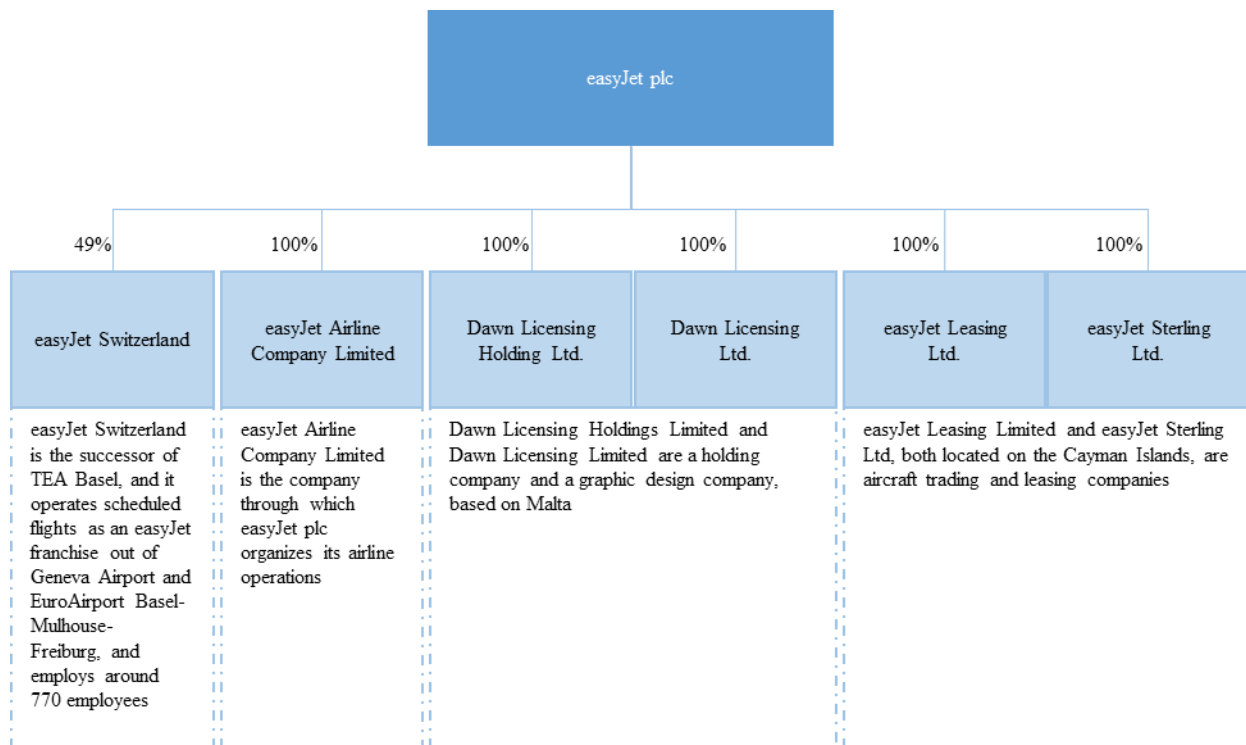 easyJet plc
49%
100%
100%
100%
100%
100%
easyJet Switzerland
easyJet Airline
Company Limited
Dawn Licensing
Holding Ltd.
Dawn Licensing
Ltd.
easyJet Leasing
Ltd.
easyJet Sterling
Ltd.
easyJet Switzerland
is the successor of
TEA Basel, and it
operates scheduled
flights as an easyJet
franchise out of
Geneva Airport and
EuroAirport Basel-
Mulhouse-
Freiburg, and
employs around
770 employees
easyJet Airline
Company Limited
is the company
through which
easyJet plc
organizes its airline
operations
Dawn Licensing Holdings Limited and
Dawn Licensing Limited are a holding
company and a graphic design company,
based on Malta
easyJet Leasing Limited and easyJet Sterling
Ltd, both located on the Cayman Islands, are
aircraft trading and leasing companies